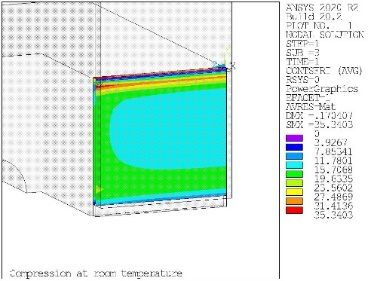 ANSYS 2020 R2
Build 20.2
PLOT NO. 1
NODAL SOLUTION
STEP=1
SUB =3
TIME=1
CONTSFRI (AVG)
RSYS=0
PowerGraphics
EFACET=1
AVRES=Mat
DMX =.170407
SMX =35.3403
0
3.9267
7.85341
11.7801
15.7068
19.6335
23.5602
27.4869
31.4136
35.3403
X
Compression at room temperature